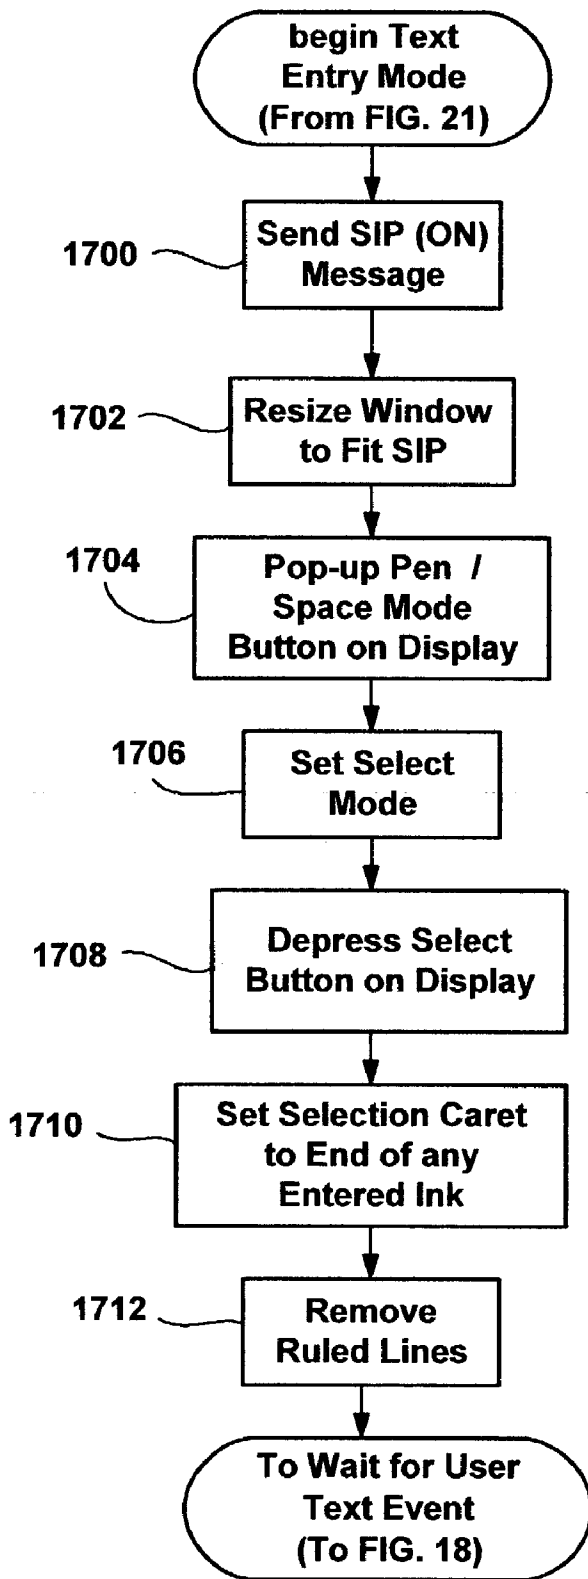 begin Text
Entry Mode
(From FIG. 21)
1700
Send SIP (ON)
Message
1702
Resize Window
to Fit SIP
1704
Pop-up Pen /
Space Mode
Button on Display
1706
Set Select
Mode
1708
Depress Select
Button on Display
1710
Set Selection Caret
to End of any
Entered Ink
1712
Remove
Ruled Lines
To Wait for User
Text Event
(To FIG. 18)